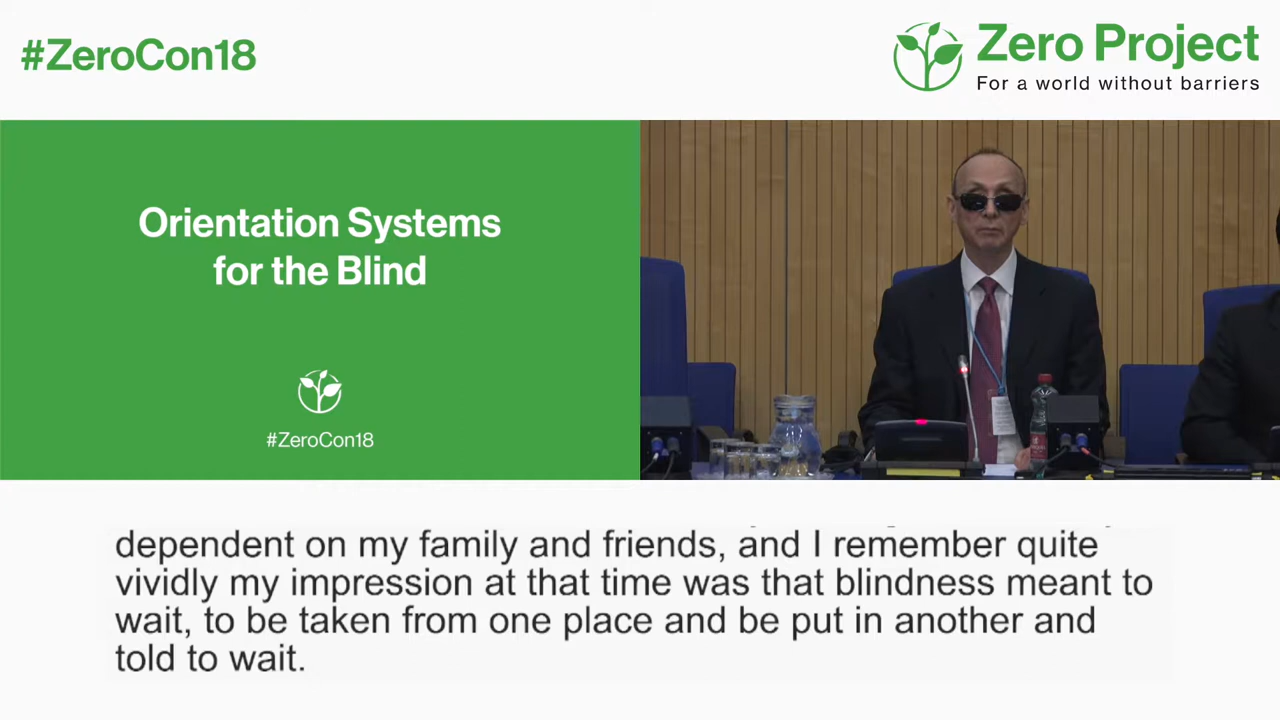 #ZeroCon18
Zero Project
For a world without barriers
Orientation Systems
for the Blind
#ZeroCon18
dependent on my family and friends, and I remember quite
vividly my impression at that time was that blindness meant to
wait, to be taken from one place and be put in another and
told to wait.